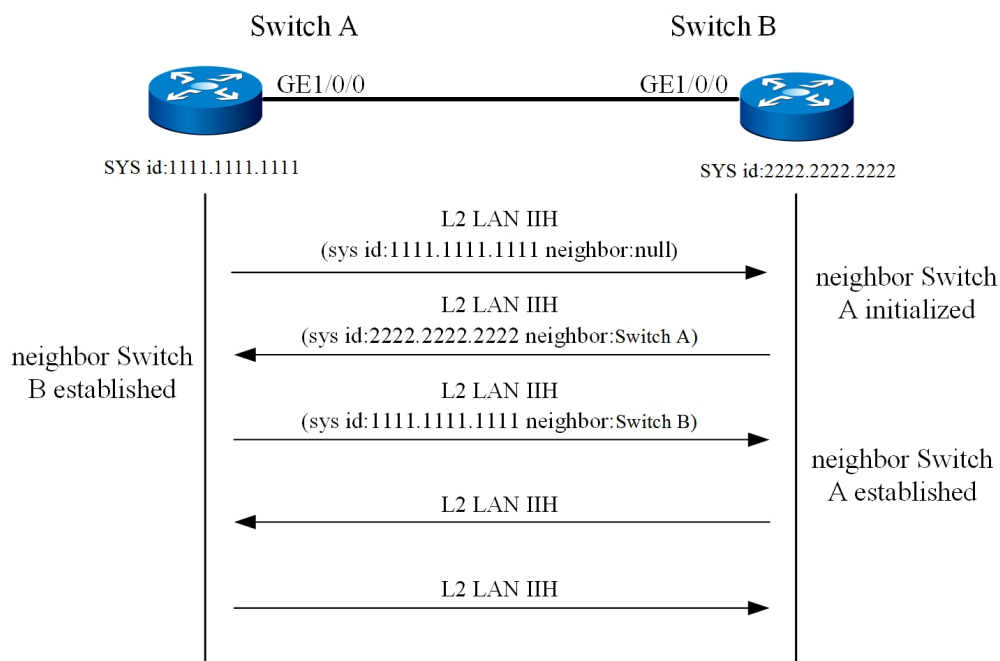 Switch A
Switch B
GE1/0/0
GE1/0/0
SYS id:1111.1111.1111
SYS id:2222.2222.2222
L2 LAN IIH
(sys id:1111.1111.1111 neighbor:null)
neighbor Switch
A initialized
L2 LAN IIH
(sys id:2222.2222.2222 neighbor:Switch A)
neighbor Switch
B established
L2 LAN IIH
(sys id:1111.1111.1111 neighbor:Switch B)
neighbor Switch
A established
L2 LAN IIH
L2 LAN IIH